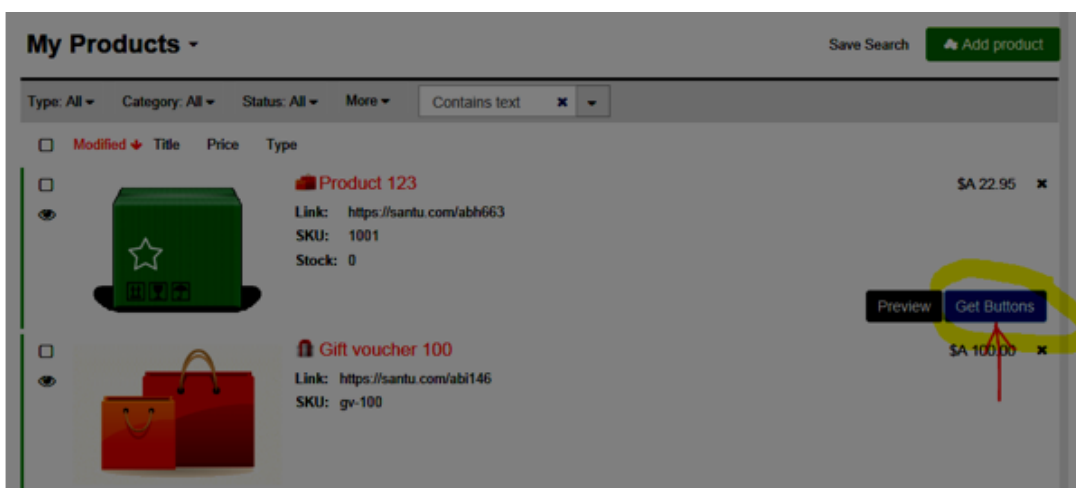 My Products
Save Search
Add product
Type: All
Category: All
Status: All
More
Contains text
Modified Title Price Type
Product 123
$A 22.95
Link: https://santu.com/abh663
SKU: 1001
Stock: 0
Preview
Get Buttons
Gift voucher 100
$A 100.00
Link: https://santu.com/abi146
SKU: gv-100